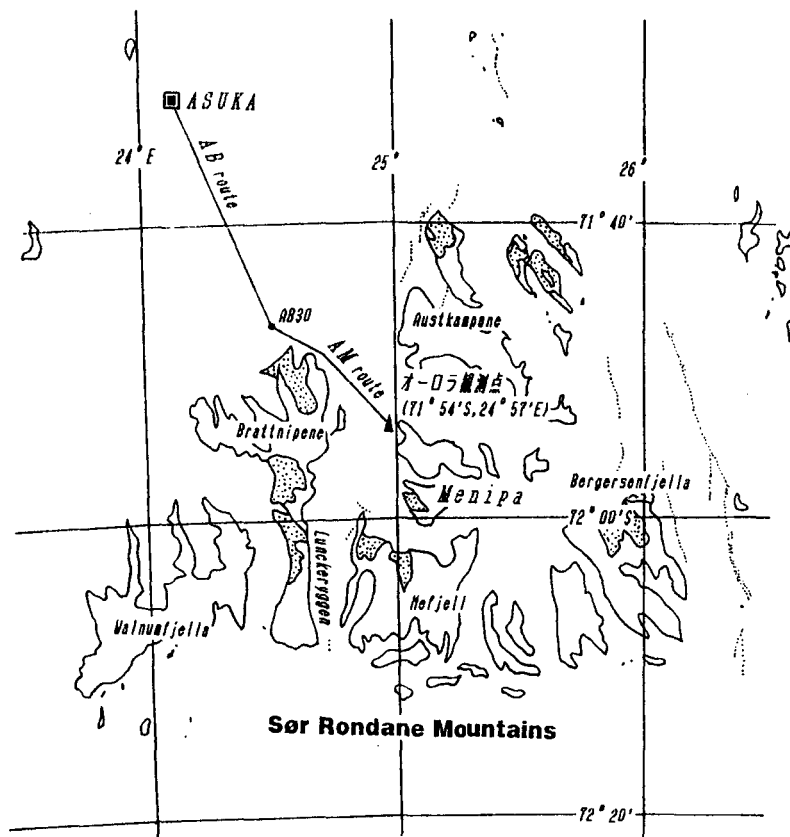 ASUKA
24°E
25°
26°
AB route
71°40'
AB30
AM route
Austkampane
オーロラ観測点
(71°54'S,24°57'E)
Brattnipene
Menipa
Bergersenfjella
72°00'S
Lunckeryggen
Mefjell
Walnumfjella
Sør Rondane Mountains
72°20'